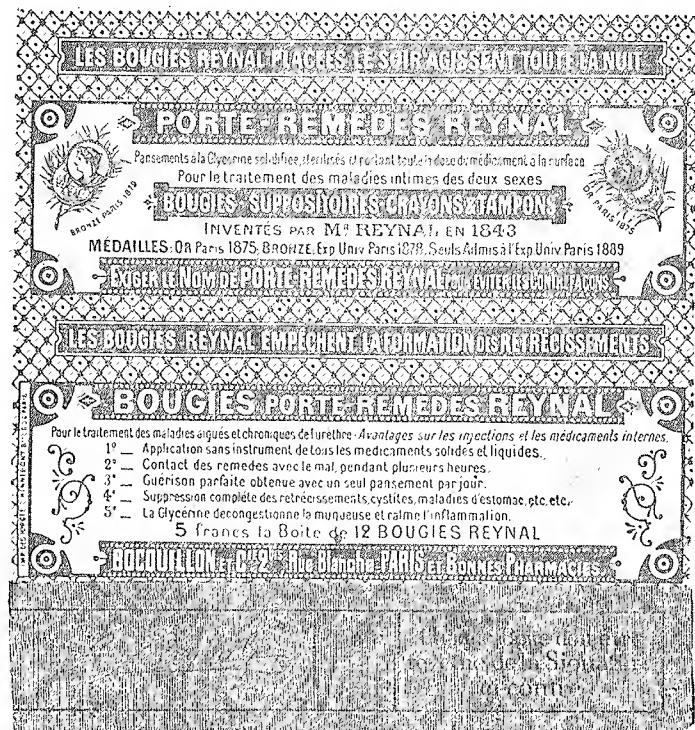 LES BOUGIES REYNAL PLACÉES LE SOIR AGISSENT TOUTE LA NUIT
PORTE-REMÈDES REYNAL
Pansements à la Glycérine solidifiée, stérilisés et portant toute la dose du médicament à la surface
Pour le traitement des maladies intimes des deux sexes
BOUGIES-SUPPOSITOIRES-CRAYONS & TAMPONS
INVENTÉS PAR Mr REYNAL EN 1843
BRONZE PARIS
OR PARIS 1875
MÉDAILLES: OR Paris 1875, BRONZE, Exp Univ Paris 1878, Seuls Admis à l'Exp Univ Paris 1889
EXIGER LE NOM DE PORTE-REMÈDES REYNAL POUR ÉVITER LES CONTREFAÇONS
LES BOUGIES REYNAL EMPÊCHENT LA FORMATION DES RETRÉCISSEMENTS
BOUGIES PORTE-REMÈDES REYNAL
Pour le traitement des maladies aiguës et chroniques de l'urèthre - Avantages sur les injections et les médicaments internes.
1° _ Application sans instrument de tous les medicaments solides et liquides.
2° _ Contact des remèdes avec le mal, pendant plusieurs heures.
3° _ Guérison parfaite obtenue avec un seul pansement par jour.
4° _ Suppression complète des retrécissements, cystites, maladies d'estomac, etc. etc.
5° _ La Glycérine decongestionne la muqueuse et calme l'inflammation.
5 francs la Boîte de 12 BOUGIES REYNAL
BOCQUILLON ET Cie 2 Rue Blanche PARIS ET BONNES PHARMACIES